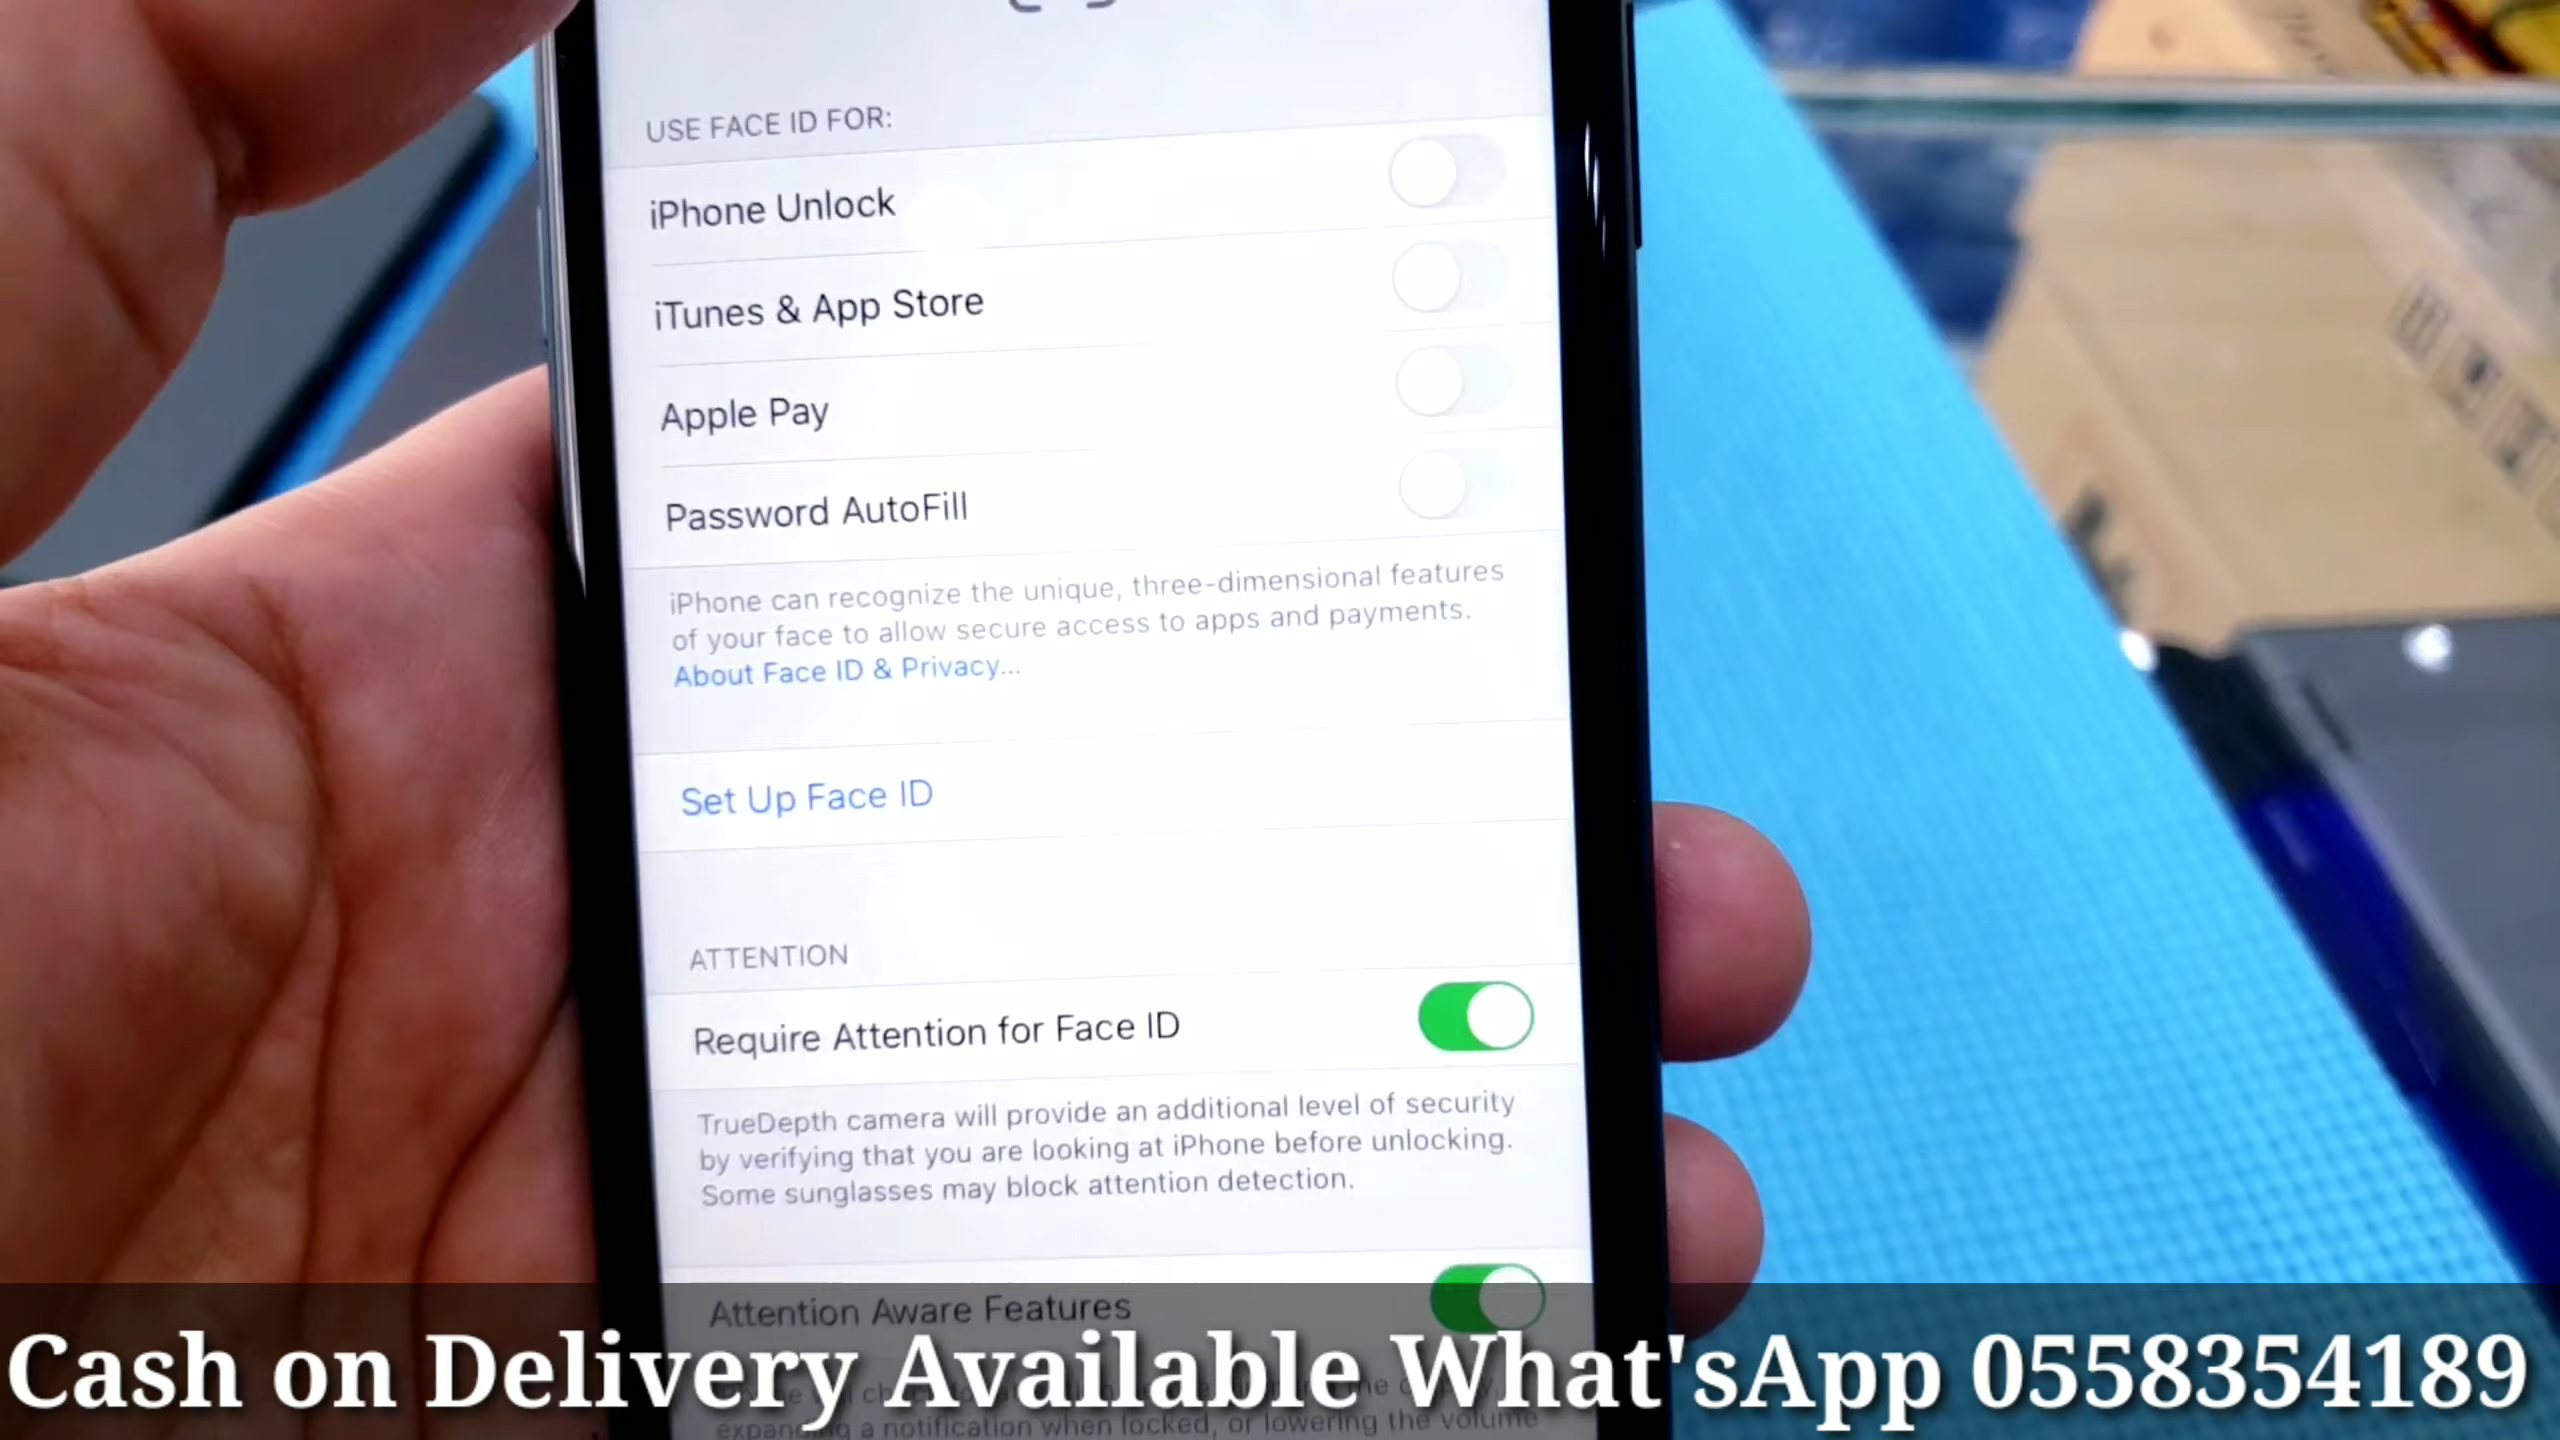 USE FACE ID FOR:
iPhone Unlock
iTunes & App Store
Apple Pay
Password AutoFill
iPhone can recognize the unique, three-dimensional features
of your face to allow secure access to apps and payments.
About Face ID & Privacy...
Set Up Face ID
ATTENTION
Require Attention for Face ID
TrueDepth camera will provide an additional level of security
by verifying that you are looking at iPhone before unlocking.
Some sunglasses may block attention detection.
Attention Aware Features
Cash on Delivery Available What'sApp 0558354189
expanding a notification when locked, or lowering the volume